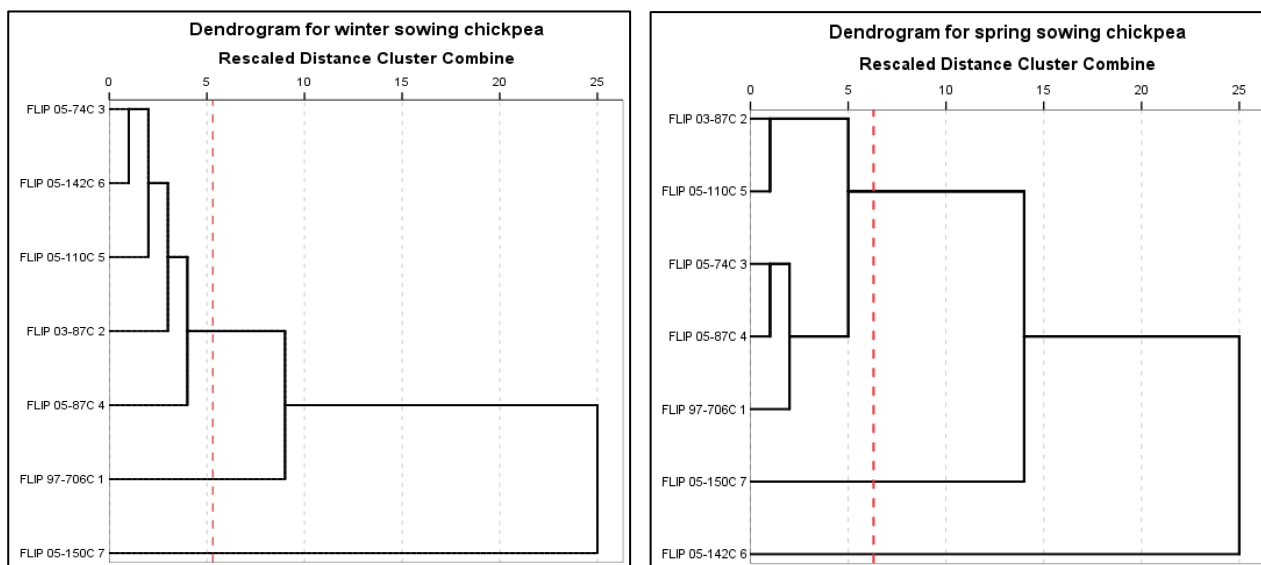 Dendrogram for winter sowing chickpea
Rescaled Distance Cluster Combine
0 5 10 15 20 25
FLIP 05-74C 3
FLIP 05-142C 6
FLIP 05-110C 5
FLIP 03-87C 2
FLIP 05-87C 4
FLIP 97-706C 1
FLIP 05-150C 7
Dendrogram for spring sowing chickpea
Rescaled Distance Cluster Combine
0 5 10 15 20 25
FLIP 03-87C 2
FLIP 05-110C 5
FLIP 05-74C 3
FLIP 05-87C 4
FLIP 97-706C 1
FLIP 05-150C 7
FLIP 05-142C 6